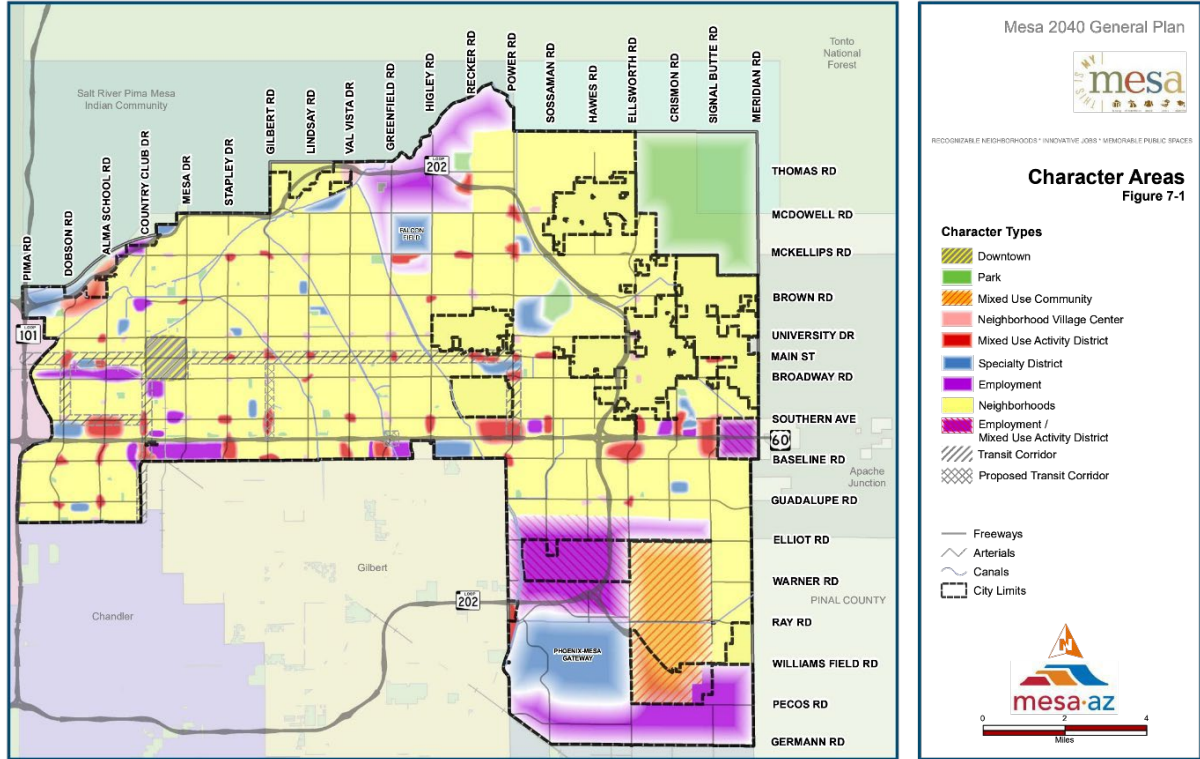 Tonto
National
Forest
Salt River Pima Mesa
Indian Community
PIMA RD
DOBSON RD
ALMA SCHOOL RD
COUNTRY CLUB DR
MESA DR
STAPLEY DR
GILBERT RD
LINDSAY RD
VAL VISTA DR
GREENFIELD RD
HIGLEY RD
RECKER RD
POWER RD
SOSSAMAN RD
HAWES RD
ELLSWORTH RD
CRISMON RD
SIGNAL BUTTE RD
MERIDIAN RD
LOOP
202
THOMAS RD
MCDOWELL RD
FALCON
FIELD
MCKELLIPS RD
BROWN RD
LOOP
101
UNIVERSITY DR
MAIN ST
BROADWAY RD
SOUTHERN AVE
60
BASELINE RD
Apache
Junction
GUADALUPE RD
ELLIOT RD
Gilbert
WARNER RD
LOOP
202
PINAL COUNTY
Chandler
RAY RD
PHOENIX-MESA
GATEWAY
WILLIAMS FIELD RD
PECOS RD
GERMANN RD
Mesa 2040 General Plan
THIS IS MY
mesa
RECOGNIZABLE NEIGHBORHOODS * INNOVATIVE JOBS * MEMORABLE PUBLIC SPACES
Character Areas
Figure 7-1
Character Types
Downtown
Park
Mixed Use Community
Neighborhood Village Center
Mixed Use Activity District
Specialty District
Employment
Neighborhoods
Employment /
Mixed Use Activity District
Transit Corridor
Proposed Transit Corridor
Freeways
Arterials
Canals
City Limits
N
mesa·az
0 2 4
Miles